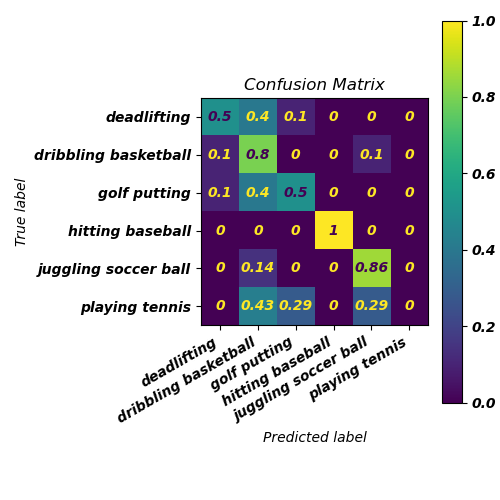 Confusion Matrix
True label
deadlifting 0.5 0.4 0.1 0 0 0
dribbling basketball 0.1 0.8 0 0 0.1 0
golf putting 0.1 0.4 0.5 0 0 0
hitting baseball 0 0 0 1 0 0
juggling soccer ball 0 0.14 0 0 0.86 0
playing tennis 0 0.43 0.29 0 0.29 0
deadlifting
dribbling basketball
golf putting
hitting baseball
juggling soccer ball
playing tennis
Predicted label
1.0
0.8
0.6
0.4
0.2
0.0